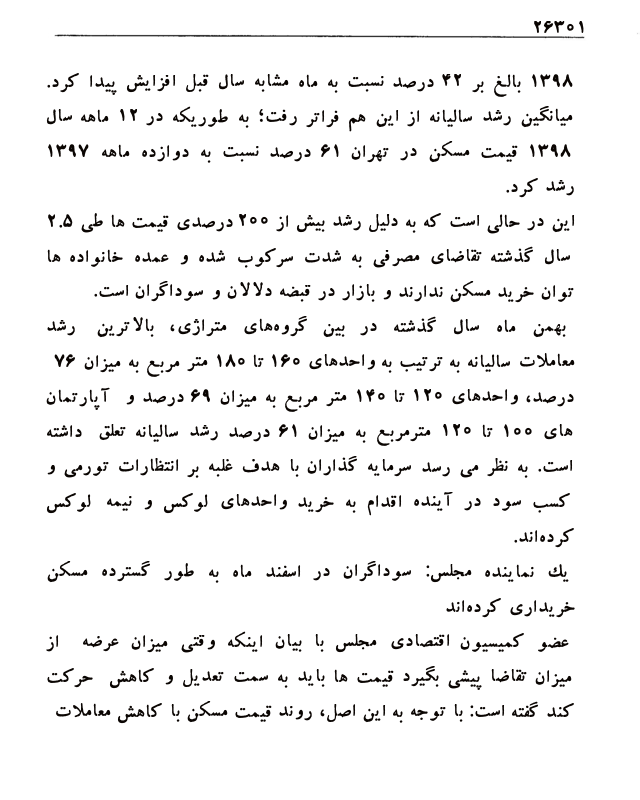 ۲۶۳۰۱
۱۳۹۸ بالغ بر ۴۲ درصد نسبت به ماه مشابه سال قبل افزایش پیدا کرد.
میانگین رشد سالیانه از این هم فراتر رفت؛ به طوریکه در ۱۲ ماهه سال
۱۳۹۸ قیمت مسکن در تهران ۶۱ درصد نسبت به دوازده ماهه ۱۳۹۷
رشد کرد.
این در حالی است که به دلیل رشد بیش از ۲۰۰ درصدی قیمت ها طی ۲.۵
سال گذشته تقاضای مصرفی به شدت سرکوب شده و عمده خانواده ها
توان خرید مسکن ندارند و بازار در قبضه دلالان و سوداگران است.
بهمن ماه سال گذشته در بین گروه‌های متراژی، بالاترین رشد
معاملات سالیانه به ترتیب به واحدهای ۱۶۰ تا ۱۸۰ متر مربع به میزان ۷۶
درصد، واحدهای ۱۲۰ تا ۱۴۰ متر مربع به میزان ۶۹ درصد و آپارتمان
های ۱۰۰ تا ۱۲۰ مترمربع به میزان ۶۱ درصد رشد سالیانه تعلق داشته
است. به نظر می رسد سرمایه گذاران با هدف غلبه بر انتظارات تورمی و
کسب سود در آینده اقدام به خرید واحدهای لوکس و نیمه لوکس
کرده‌اند.
یك نماینده مجلس: سوداگران در اسفند ماه به طور گسترده مسکن
خریداری کرده‌اند
عضو کمیسیون اقتصادی مجلس با بیان اینکه وقتی میزان عرضه از
میزان تقاضا پیشی بگیرد قیمت ها باید به سمت تعدیل و کاهش حرکت
کند گفته است: با توجه به این اصل، روند قیمت مسکن با کاهش معاملات